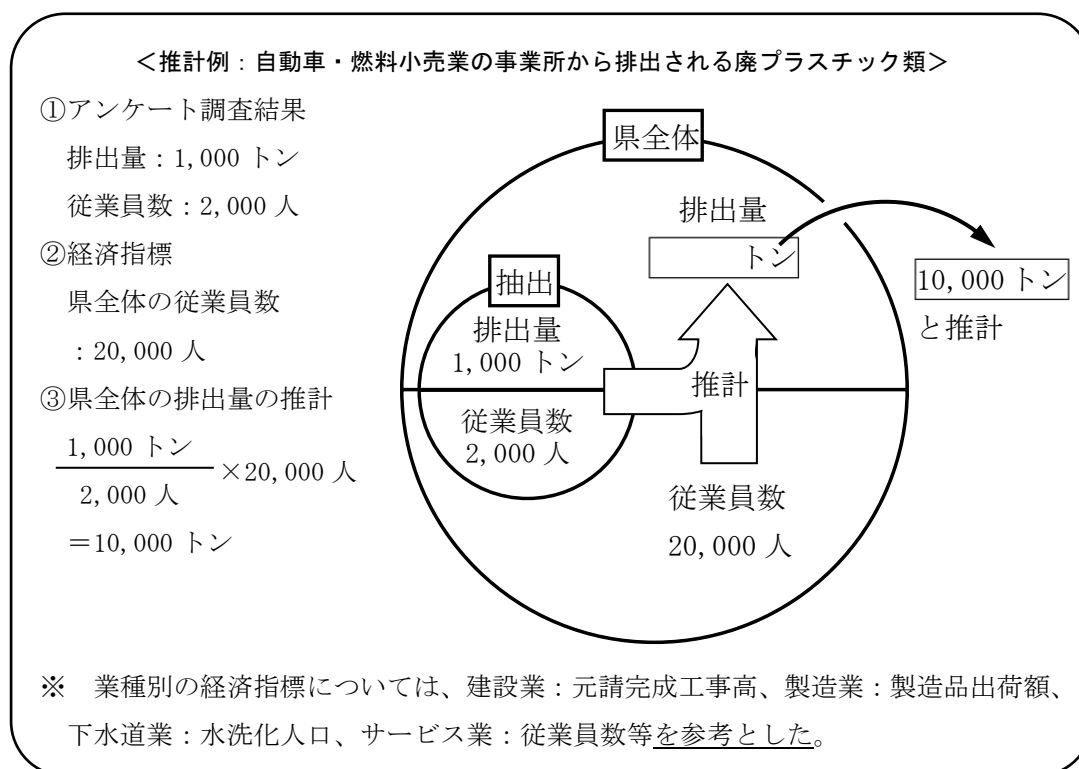 ＜推計例：自動車・燃料小売業の事業所から排出される廃プラスチック類＞
①アンケート調査結果
排出量：1,000 トン
従業員数：2,000 人
②経済指標
県全体の従業員数
：20,000 人
③県全体の排出量の推計
1,000 トン
2,000 人
×20,000 人
＝10,000 トン
県全体
排出量
トン
10,000 トン
と推計
抽出
排出量
1,000 トン
推計
従業員数
2,000 人
従業員数
20,000 人
※　業種別の経済指標については、建設業：元請完成工事高、製造業：製造品出荷額、
下水道業：水洗化人口、サービス業：従業員数等を参考とした。